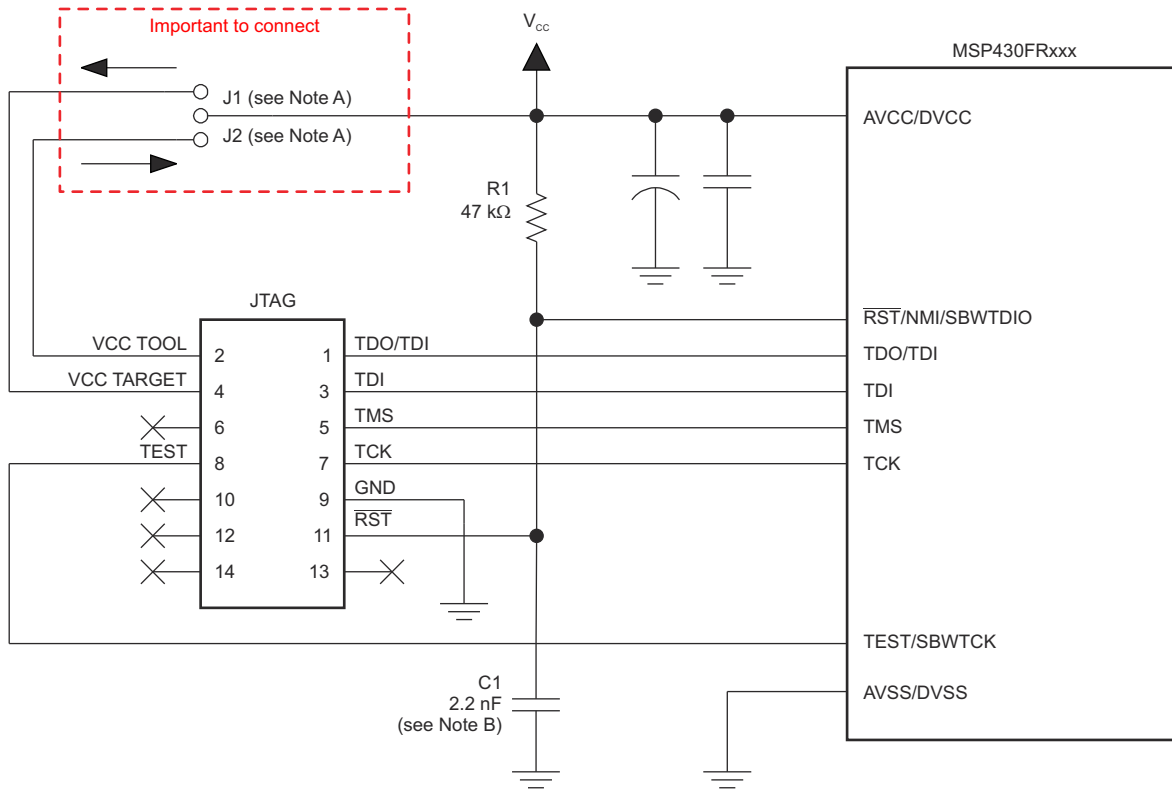 Important to connect
VCC
MSP430FRxxx
J1 (see Note A)
J2 (see Note A)
AVCC/DVCC
R1
47 kΩ
JTAG
R̅S̅T̅/NMI/SBWTDIO
VCC TOOL
2
1
TDO/TDI
TDO/TDI
VCC TARGET
4
3
TDI
TDI
6
5
TMS
TMS
TEST
8
7
TCK
TCK
10
9
GND
12
11
R̅S̅T̅
14
13
TEST/SBWTCK
C1
2.2 nF
(see Note B)
AVSS/DVSS